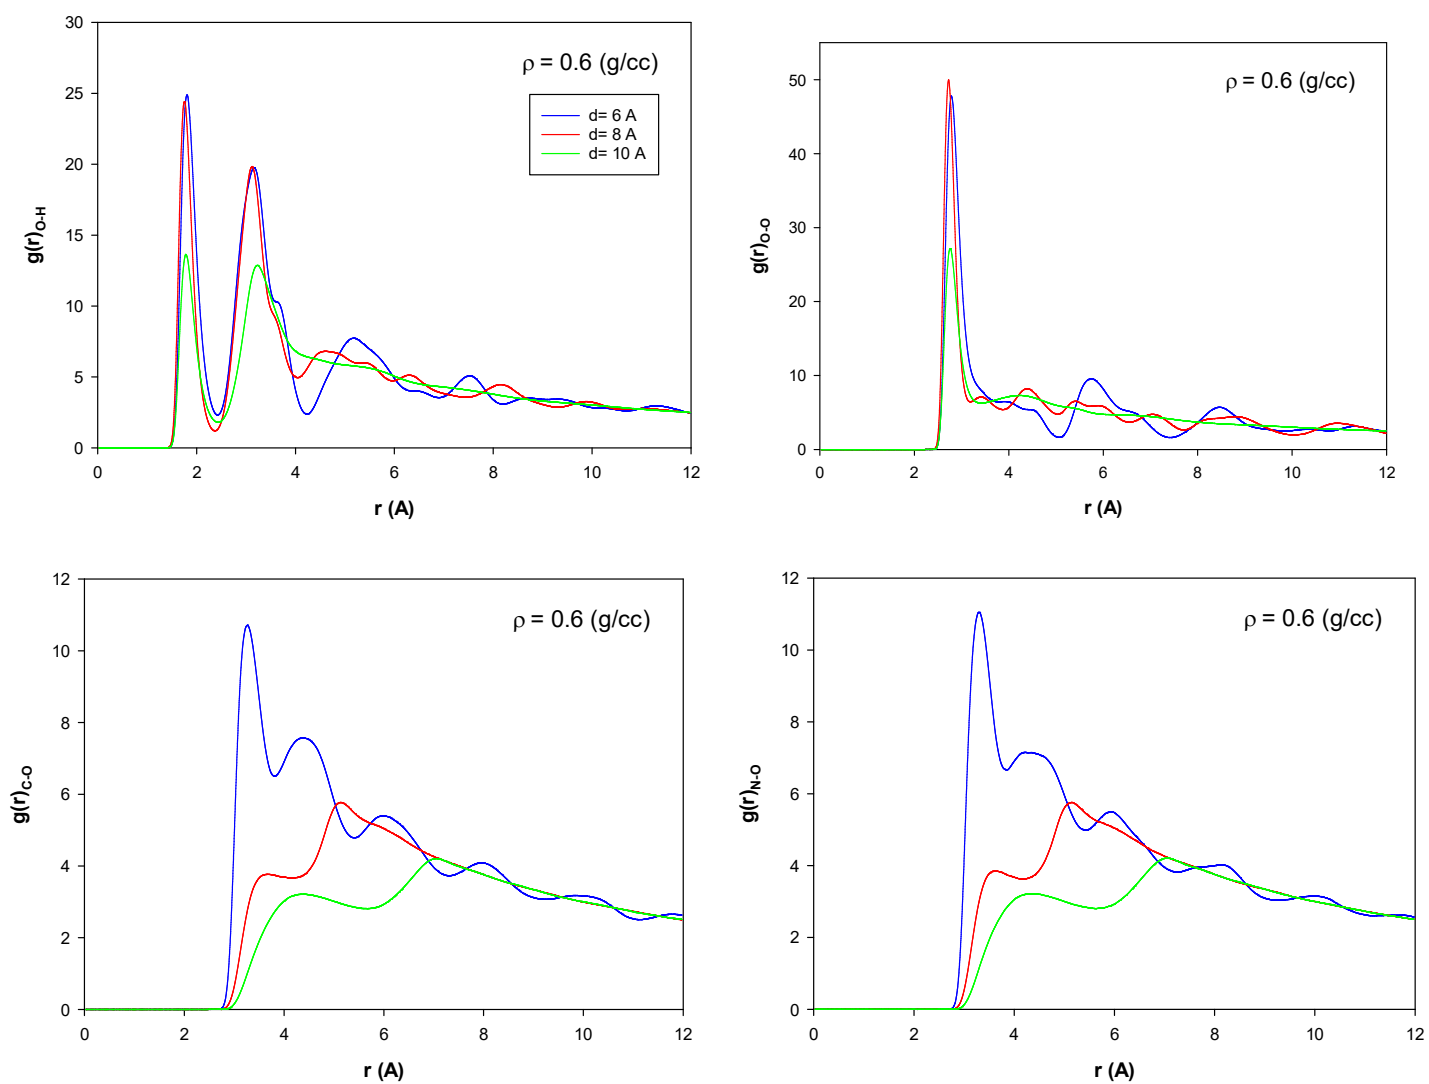 ρ = 0.6 (g/cc)
d= 6 A
d= 8 A
d= 10 A
g(r)O-H
30
25
20
15
10
5
0
0 2 4 6 8 10 12
r (A)
ρ = 0.6 (g/cc)
g(r)O-O
50
40
30
20
10
0
0 2 4 6 8 10 12
r (A)
ρ = 0.6 (g/cc)
g(r)C-O
12
10
8
6
4
2
0
0 2 4 6 8 10 12
r (A)
ρ = 0.6 (g/cc)
g(r)N-O
12
10
8
6
4
2
0
0 2 4 6 8 10 12
r (A)